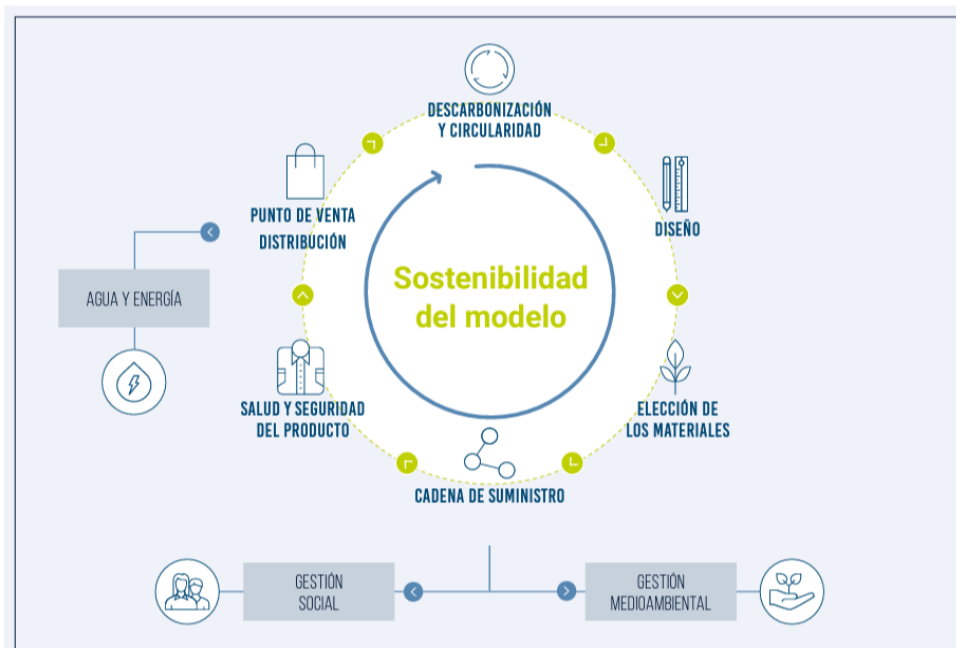 DESCARBONIZACIÓN
Y CIRCULARIDAD
PUNTO DE VENTA
DISTRIBUCIÓN
DISEÑO
Sostenibilidad
del modelo
AGUA Y ENERGÍA
SALUD Y SEGURIDAD
DEL PRODUCTO
ELECCIÓN DE
LOS MATERIALES
CADENA DE SUMINISTRO
GESTIÓN
SOCIAL
GESTIÓN
MEDIOAMBIENTAL